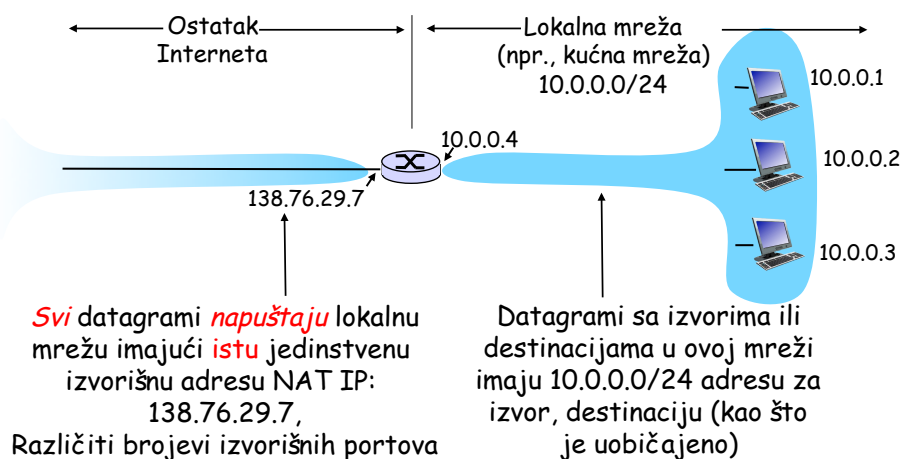 Ostatak
Interneta
Lokalna mreža
(npr., kućna mreža)
10.0.0.0/24
10.0.0.1
10.0.0.4
10.0.0.2
138.76.29.7
10.0.0.3
Svi datagrami napuštaju lokalnu
mrežu imajući istu jedinstvenu
izvorišnu adresu NAT IP:
138.76.29.7,
Različiti brojevi izvorišnih portova
Datagrami sa izvorima ili
destinacijama u ovoj mreži
imaju 10.0.0.0/24 adresu za
izvor, destinaciju (kao što
je uobičajeno)